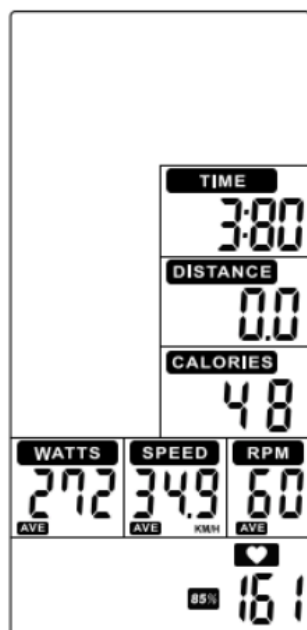 TIME
3:80
DISTANCE
0.0
CALORIES
48
WATTS SPEED RPM
272 34.9 60
AVE AVE KM/H AVE
85% 161